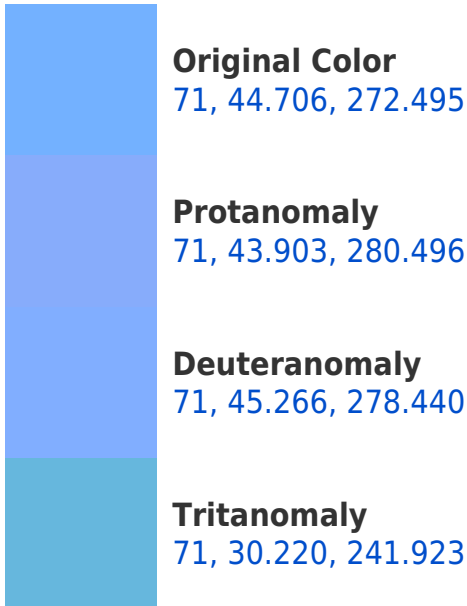 Original Color
71, 44.706, 272.495
Protanomaly
71, 43.903, 280.496
Deuteranomaly
71, 45.266, 278.440
Tritanomaly
71, 30.220, 241.923